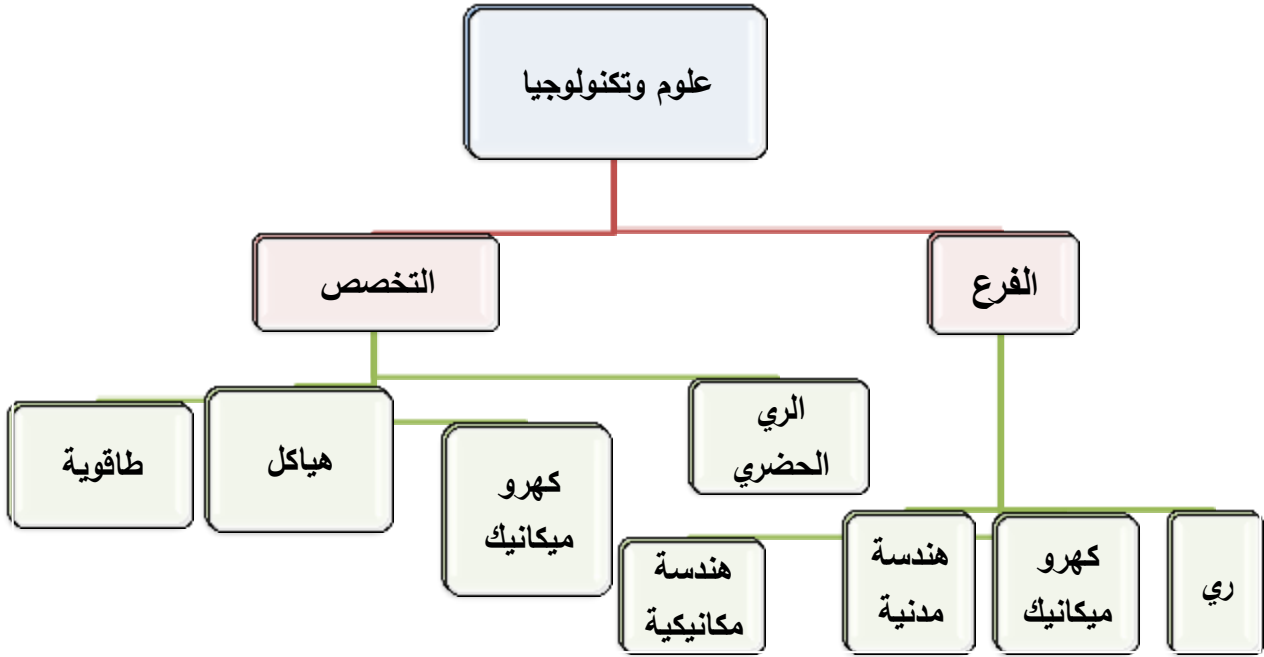 علوم وتكنولوجيا
الفرع
التخصص
الري
الحضري
كهرو
ميكانيك
هياكل
طاقوية
ري
كهرو
ميكانيك
هندسة
مدنية
هندسة
مكانيكية